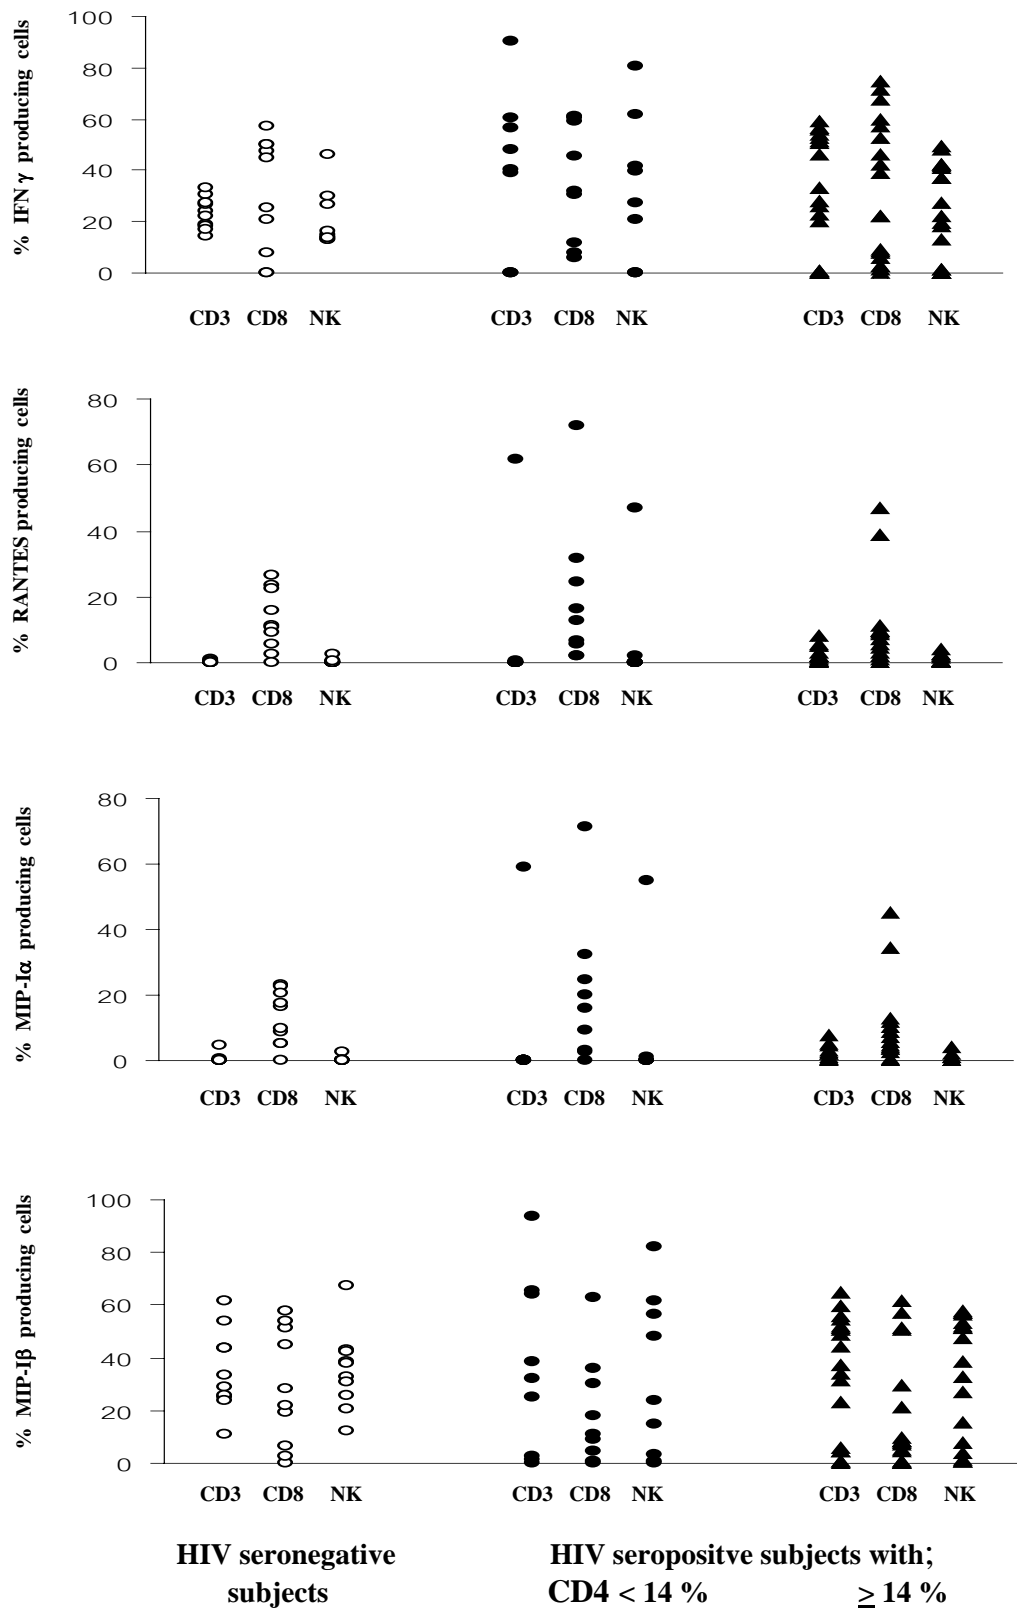 % IFN γ producing cells
100
80
60
40
20
0
CD3 CD8 NK
CD3 CD8 NK
CD3 CD8 NK
% RANTES producing cells
80
60
40
20
0
CD3 CD8 NK
CD3 CD8 NK
CD3 CD8 NK
% MIP-Iα producing cells
80
60
40
20
0
CD3 CD8 NK
CD3 CD8 NK
CD3 CD8 NK
% MIP-Iβ producing cells
100
80
60
40
20
0
CD3 CD8 NK
CD3 CD8 NK
CD3 CD8 NK
HIV seronegative
subjects
HIV seropositve subjects with;
CD4 < 14 % ≥ 14 %